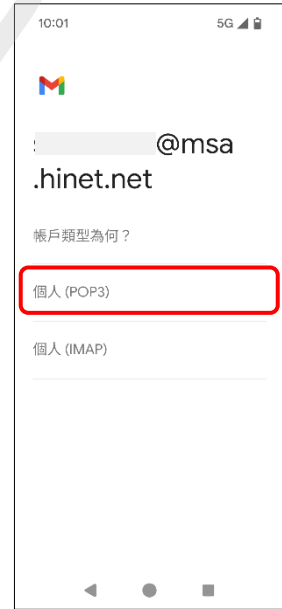 10:01 5G
@msa
.hinet.net
帳戶類型為何？
個人 (POP3)
個人 (IMAP)